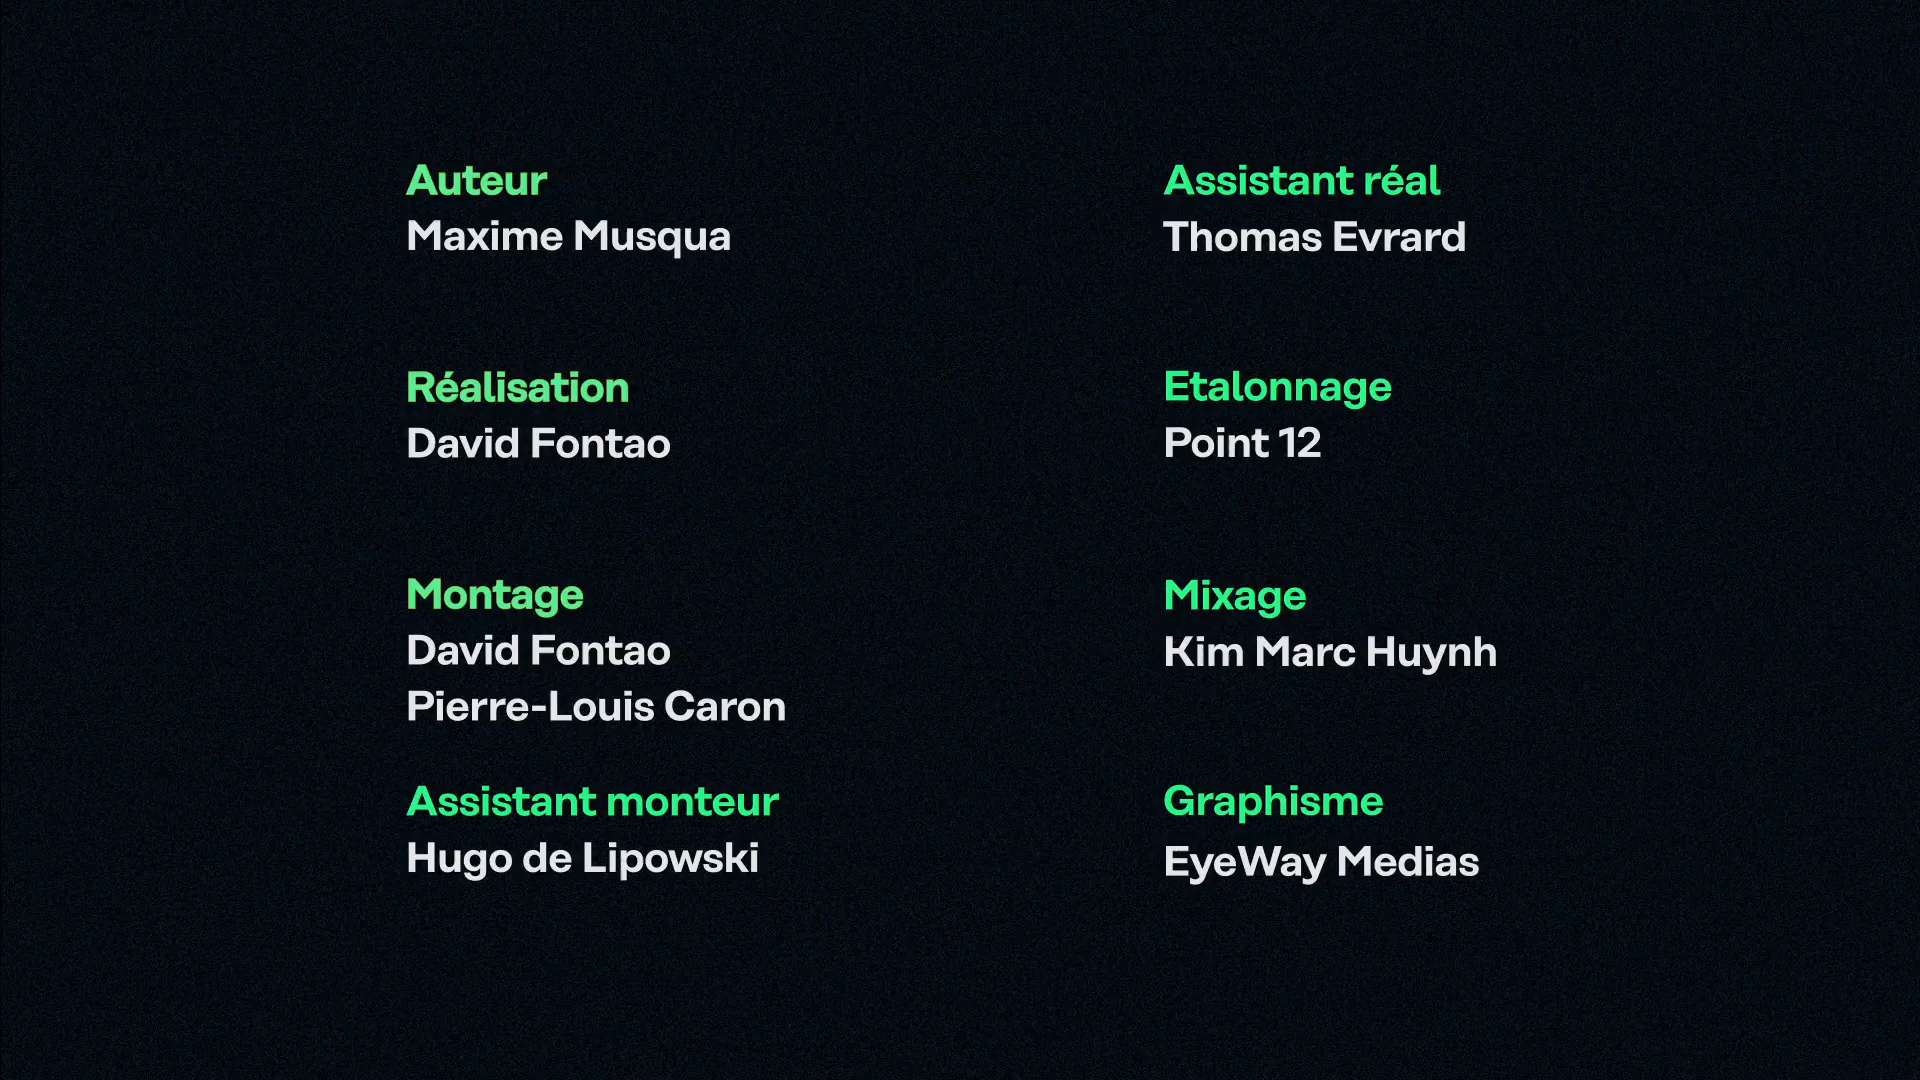 Auteur
Maxime Musqua
Réalisation
David Fontao
Montage
David Fontao
Pierre-Louis Caron
Assistant monteur
Hugo de Lipowski
Assistant réal
Thomas Evrard
Etalonnage
Point 12
Mixage
Kim Marc Huynh
Graphisme
EyeWay Medias